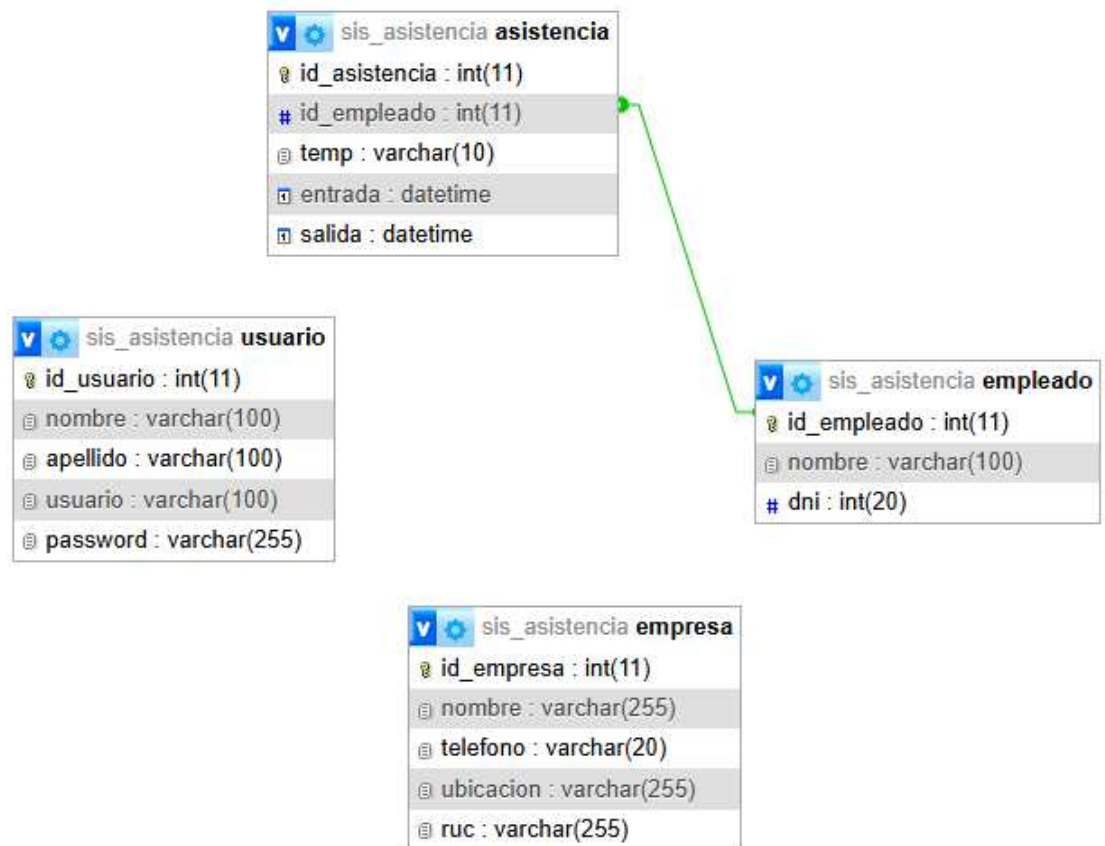 sis_asistencia asistencia
id_asistencia : int(11)
# id_empleado : int(11)
temp : varchar(10)
entrada : datetime
salida : datetime
sis_asistencia usuario
id_usuario : int(11)
nombre : varchar(100)
apellido : varchar(100)
usuario : varchar(100)
password : varchar(255)
sis_asistencia empleado
id_empleado : int(11)
nombre : varchar(100)
# dni : int(20)
sis_asistencia empresa
id_empresa : int(11)
nombre : varchar(255)
telefono : varchar(20)
ubicacion : varchar(255)
ruc : varchar(255)